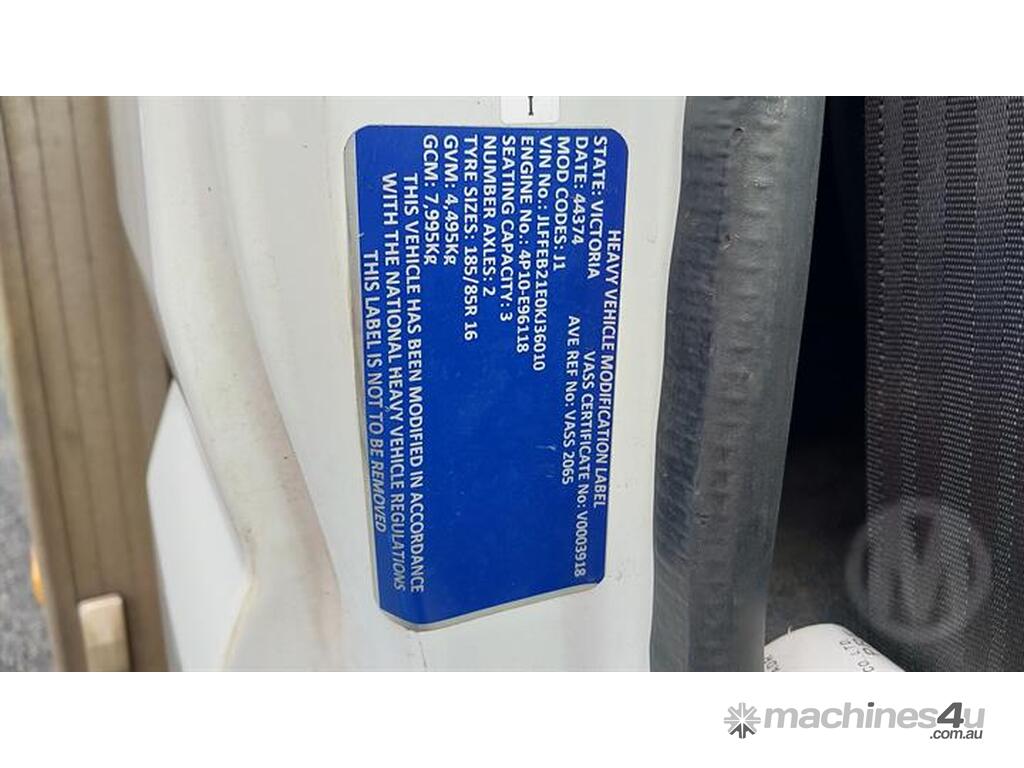 I
HEAVY VEHICLE MODIFICATION LABEL
STATE: VICTORIA VASS CERTIFICATE No: V0003918
DATE: 44374 AVE REF No: VASS 2065
MOD CODES: J1
VIN No.: JLFFEB21E0KJ36010
ENGINE No.: 4P10-E96118
SEATING CAPACITY: 3
NUMBER AXLES: 2
TYRE SIZES: 185/85R 16
GVM: 4,495KG
GCM: 7,995KG
THIS VEHICLE HAS BEEN MODIFIED IN ACCORDANCE
WITH THE NATIONAL HEAVY VEHICLE REGULATIONS
THIS LABEL IS NOT TO BE REMOVED
CO LTD
M
machines4u
.com.au